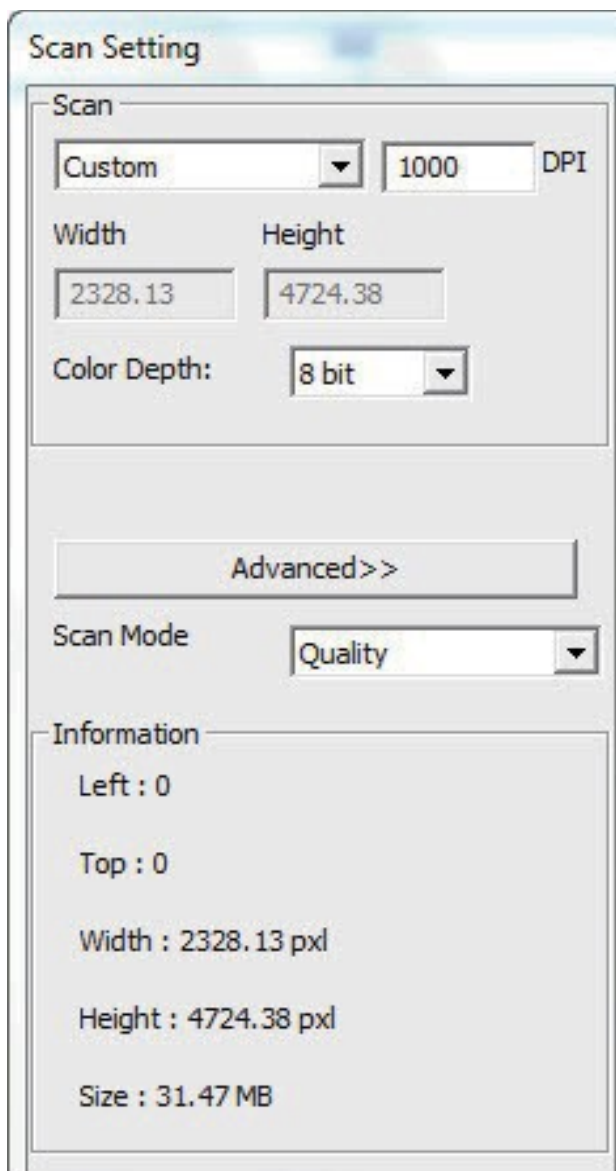 Scan Setting
Scan
Custom 1000 DPI
Width Height
2328.13 4724.38
Color Depth: 8 bit
Advanced>>
Scan Mode Quality
Information
Left : 0
Top : 0
Width : 2328.13 pxl
Height : 4724.38 pxl
Size : 31.47 MB